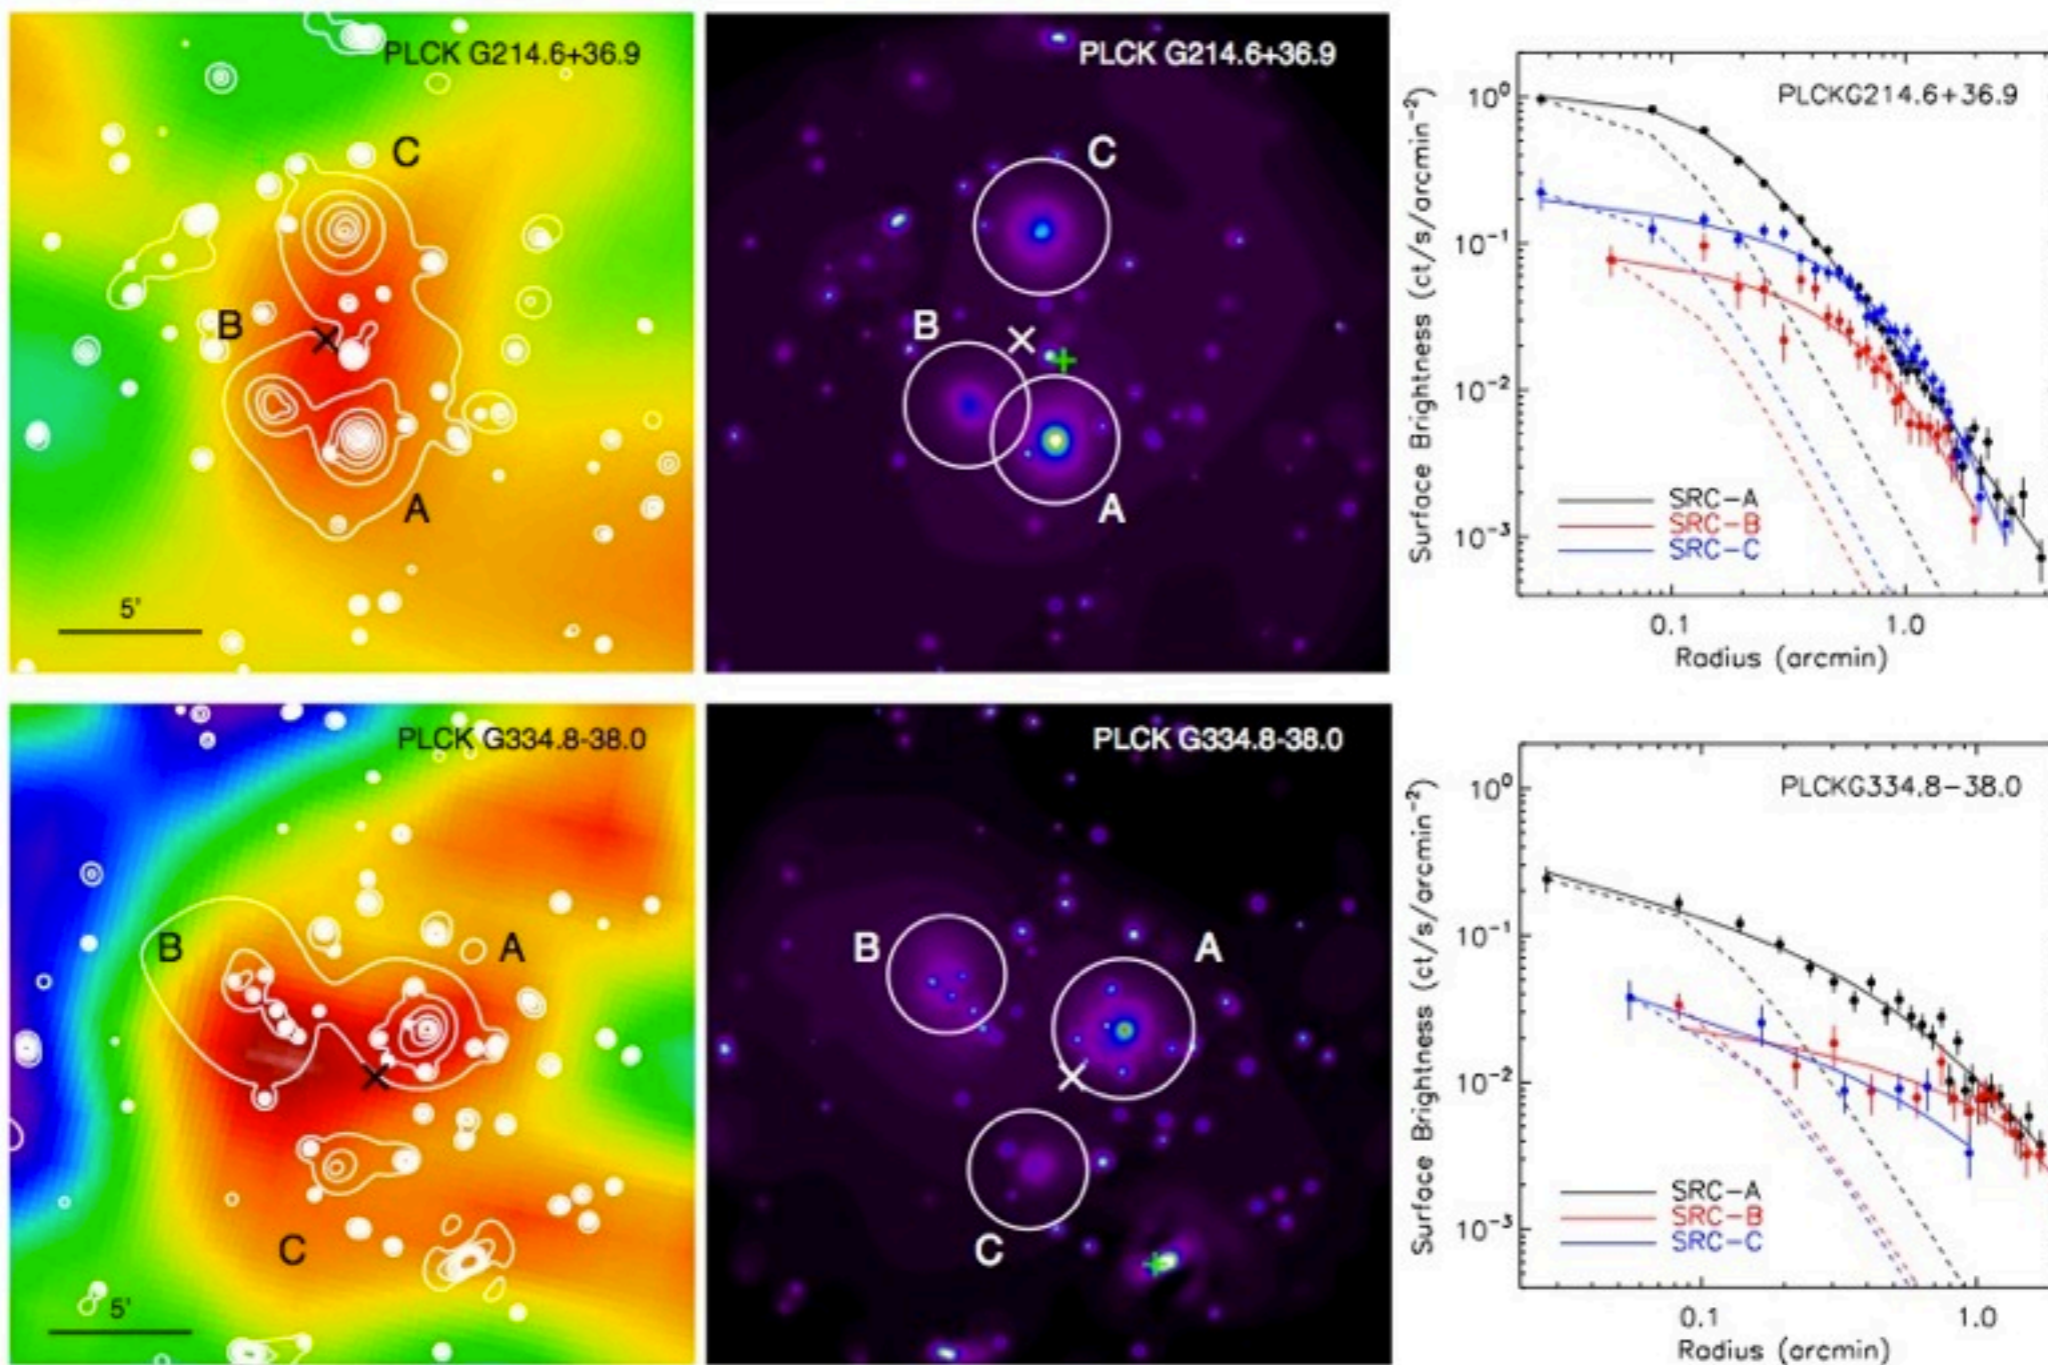 PLCK G214.6+36.9
C
B
A
5'
PLCK G214.6+36.9
C
B
A
PLCKG214.6+36.9
Surface Brightness (ct/s/arcmin⁻²)
10⁰
10⁻¹
10⁻²
10⁻³
SRC-A
SRC-B
SRC-C
0.1 1.0
Radius (arcmin)
PLCK G334.8-38.0
B
A
C
5'
PLCK G334.8-38.0
B
A
C
PLCKG334.8-38.0
Surface Brightness (ct/s/arcmin⁻²)
10⁰
10⁻¹
10⁻²
10⁻³
SRC-A
SRC-B
SRC-C
0.1 1.0
Radius (arcmin)